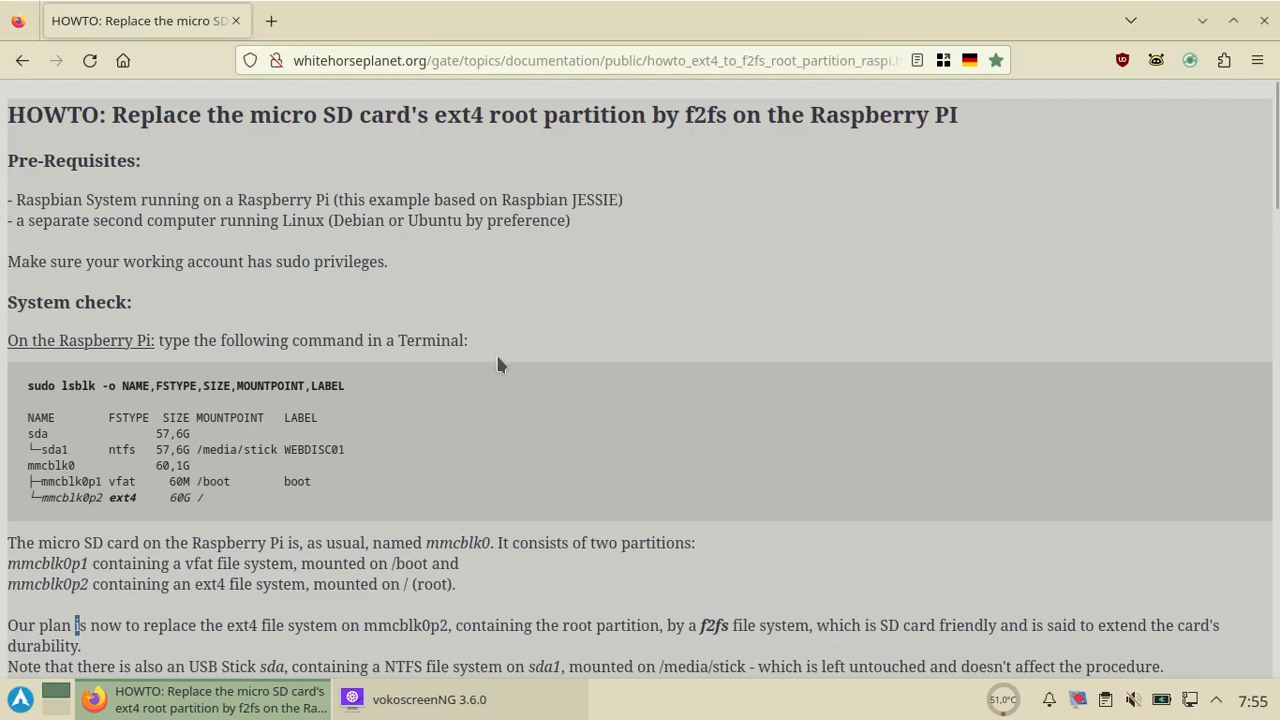 HOWTO: Replace the micro SD
whitehorseplanet.org/gate/topics/documentation/public/howto_ext4_to_f2fs_root_partition_raspi.h
HOWTO: Replace the micro SD card's ext4 root partition by f2fs on the Raspberry PI
Pre-Requisites:
- Raspbian System running on a Raspberry Pi (this example based on Raspbian JESSIE)
- a separate second computer running Linux (Debian or Ubuntu by preference)
Make sure your working account has sudo privileges.
System check:
On the Raspberry Pi: type the following command in a Terminal:
sudo lsblk -o NAME,FSTYPE,SIZE,MOUNTPOINT,LABEL
NAME FSTYPE SIZE MOUNTPOINT LABEL
sda 57,6G
└─sda1 ntfs 57,6G /media/stick WEBDISC01
mmcblk0 60,1G
├─mmcblk0p1 vfat 60M /boot boot
└─mmcblk0p2 ext4 60G /
The micro SD card on the Raspberry Pi is, as usual, named mmcblk0. It consists of two partitions:
mmcblk0p1 containing a vfat file system, mounted on /boot and
mmcblk0p2 containing an ext4 file system, mounted on / (root).
Our plan is now to replace the ext4 file system on mmcblk0p2, containing the root partition, by a f2fs file system, which is SD card friendly and is said to extend the card's
durability.
Note that there is also an USB Stick sda, containing a NTFS file system on sda1, mounted on /media/stick - which is left untouched and doesn't affect the procedure.
HOWTO: Replace the micro SD card's
ext4 root partition by f2fs on the Ra...
vokoscreenNG 3.6.0
51,0°C
7:55